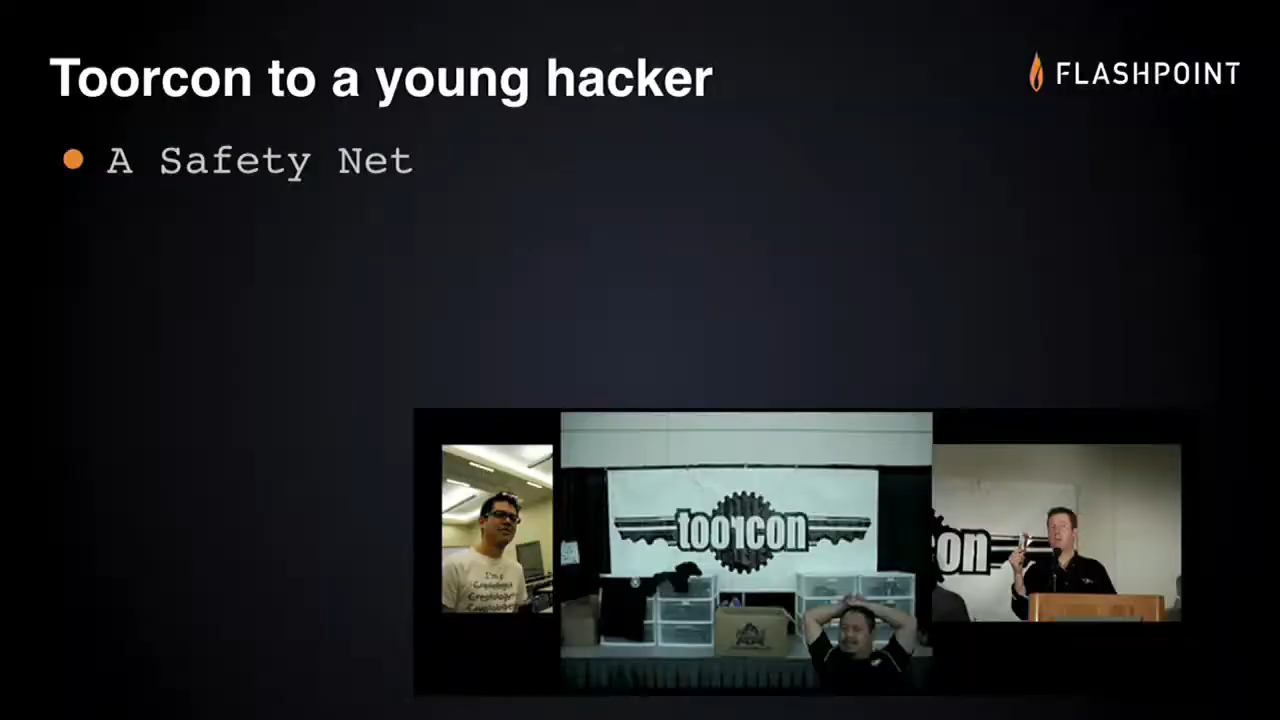 Toorcon to a young hacker
FLASHPOINT
A Safety Net
I'm a
toorcon
con